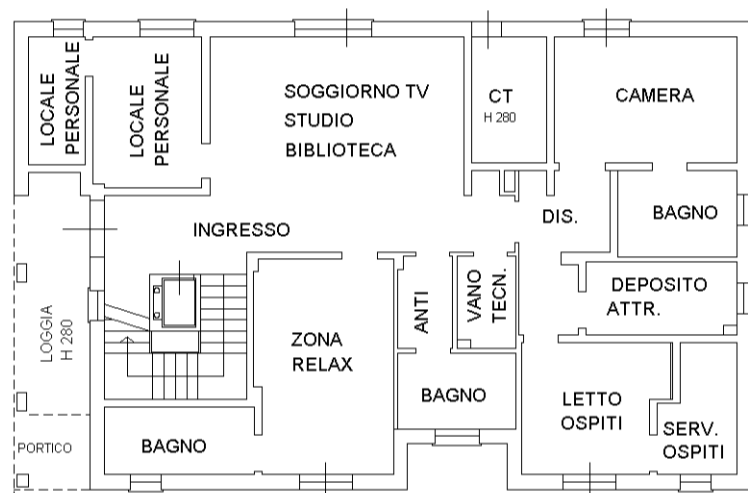 LOCALE
PERSONALE
LOCALE
PERSONALE
SOGGIORNO TV
STUDIO
BIBLIOTECA
CT
H 280
CAMERA
INGRESSO
DIS.
BAGNO
LOGGIA
H 280
ANTI
VANO
TECN.
DEPOSITO
ATTR.
ZONA
RELAX
BAGNO
LETTO
OSPITI
SERV.
OSPITI
PORTICO
BAGNO